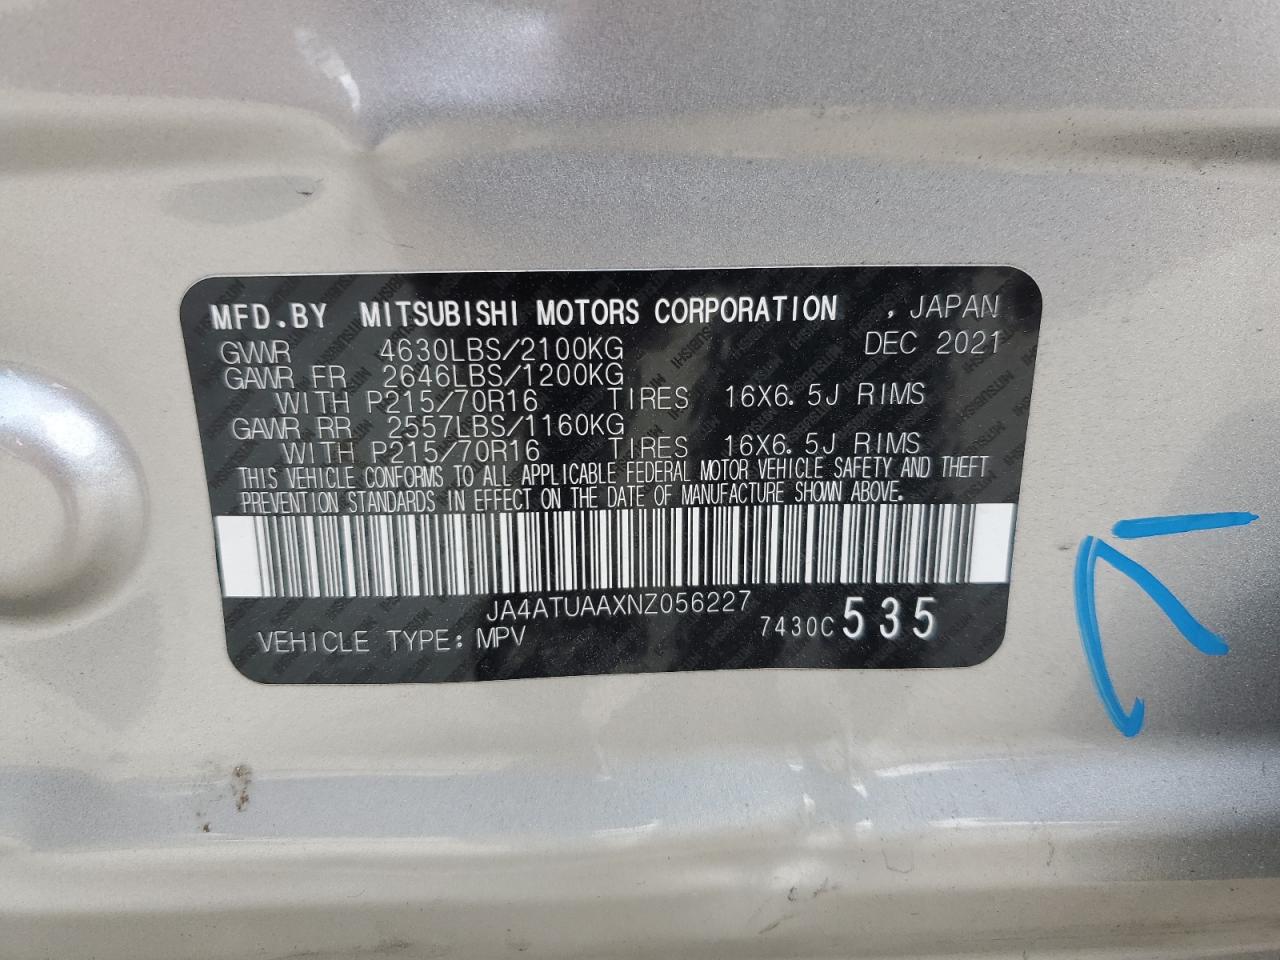 MFD.BY MITSUBISHI MOTORS CORPORATION , JAPAN
GVWR 4630LBS/2100KG DEC 2021
GAWR FR 2646LBS/1200KG
WITH P215/70R16 TIRES 16X6.5J RIMS
GAWR RR 2557LBS/1160KG
WITH P215/70R16 TIRES 16X6.5J RIMS
THIS VEHICLE CONFORMS TO ALL APPLICABLE FEDERAL MOTOR VEHICLE SAFETY AND THEFT
PREVENTION STANDARDS IN EFFECT ON THE DATE OF MANUFACTURE SHOWN ABOVE.
JA4ATUAAXNZ056227
VEHICLE TYPE: MPV 7430C 535